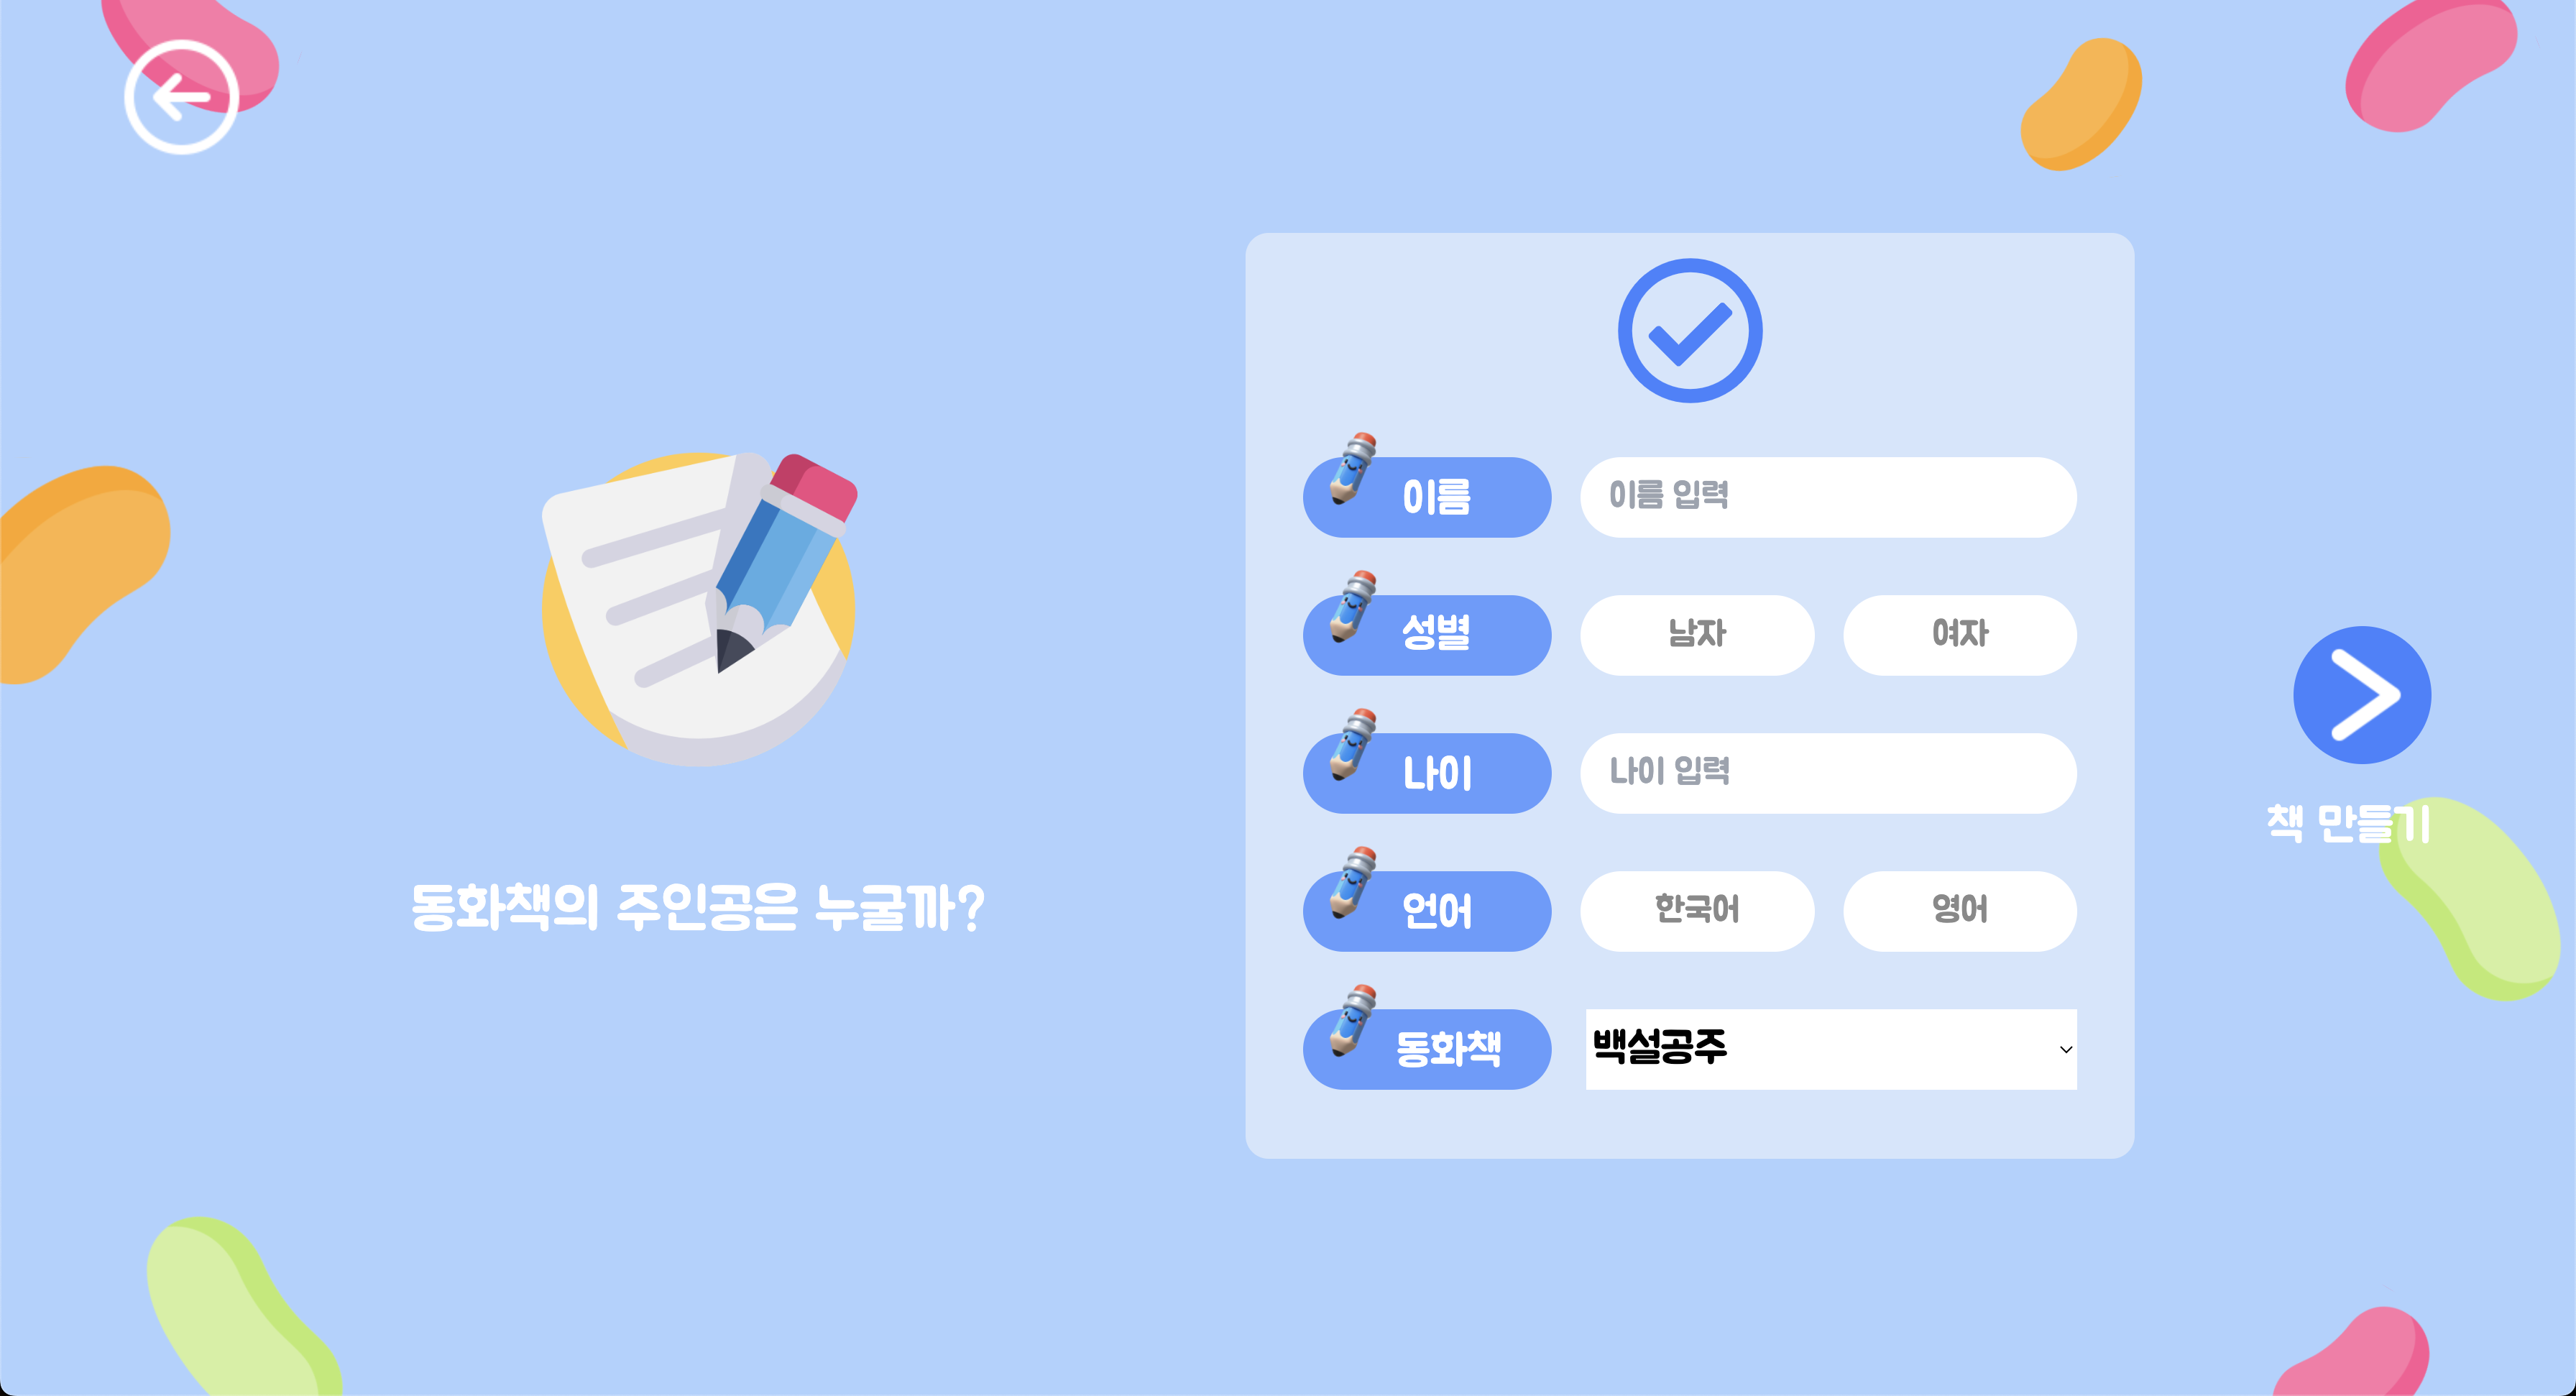 동화책의 주인공은 누굴까?
이름
이름 입력
성별
남자
여자
나이
나이 입력
언어
한국어
영어
동화책
백설공주
책 만들기